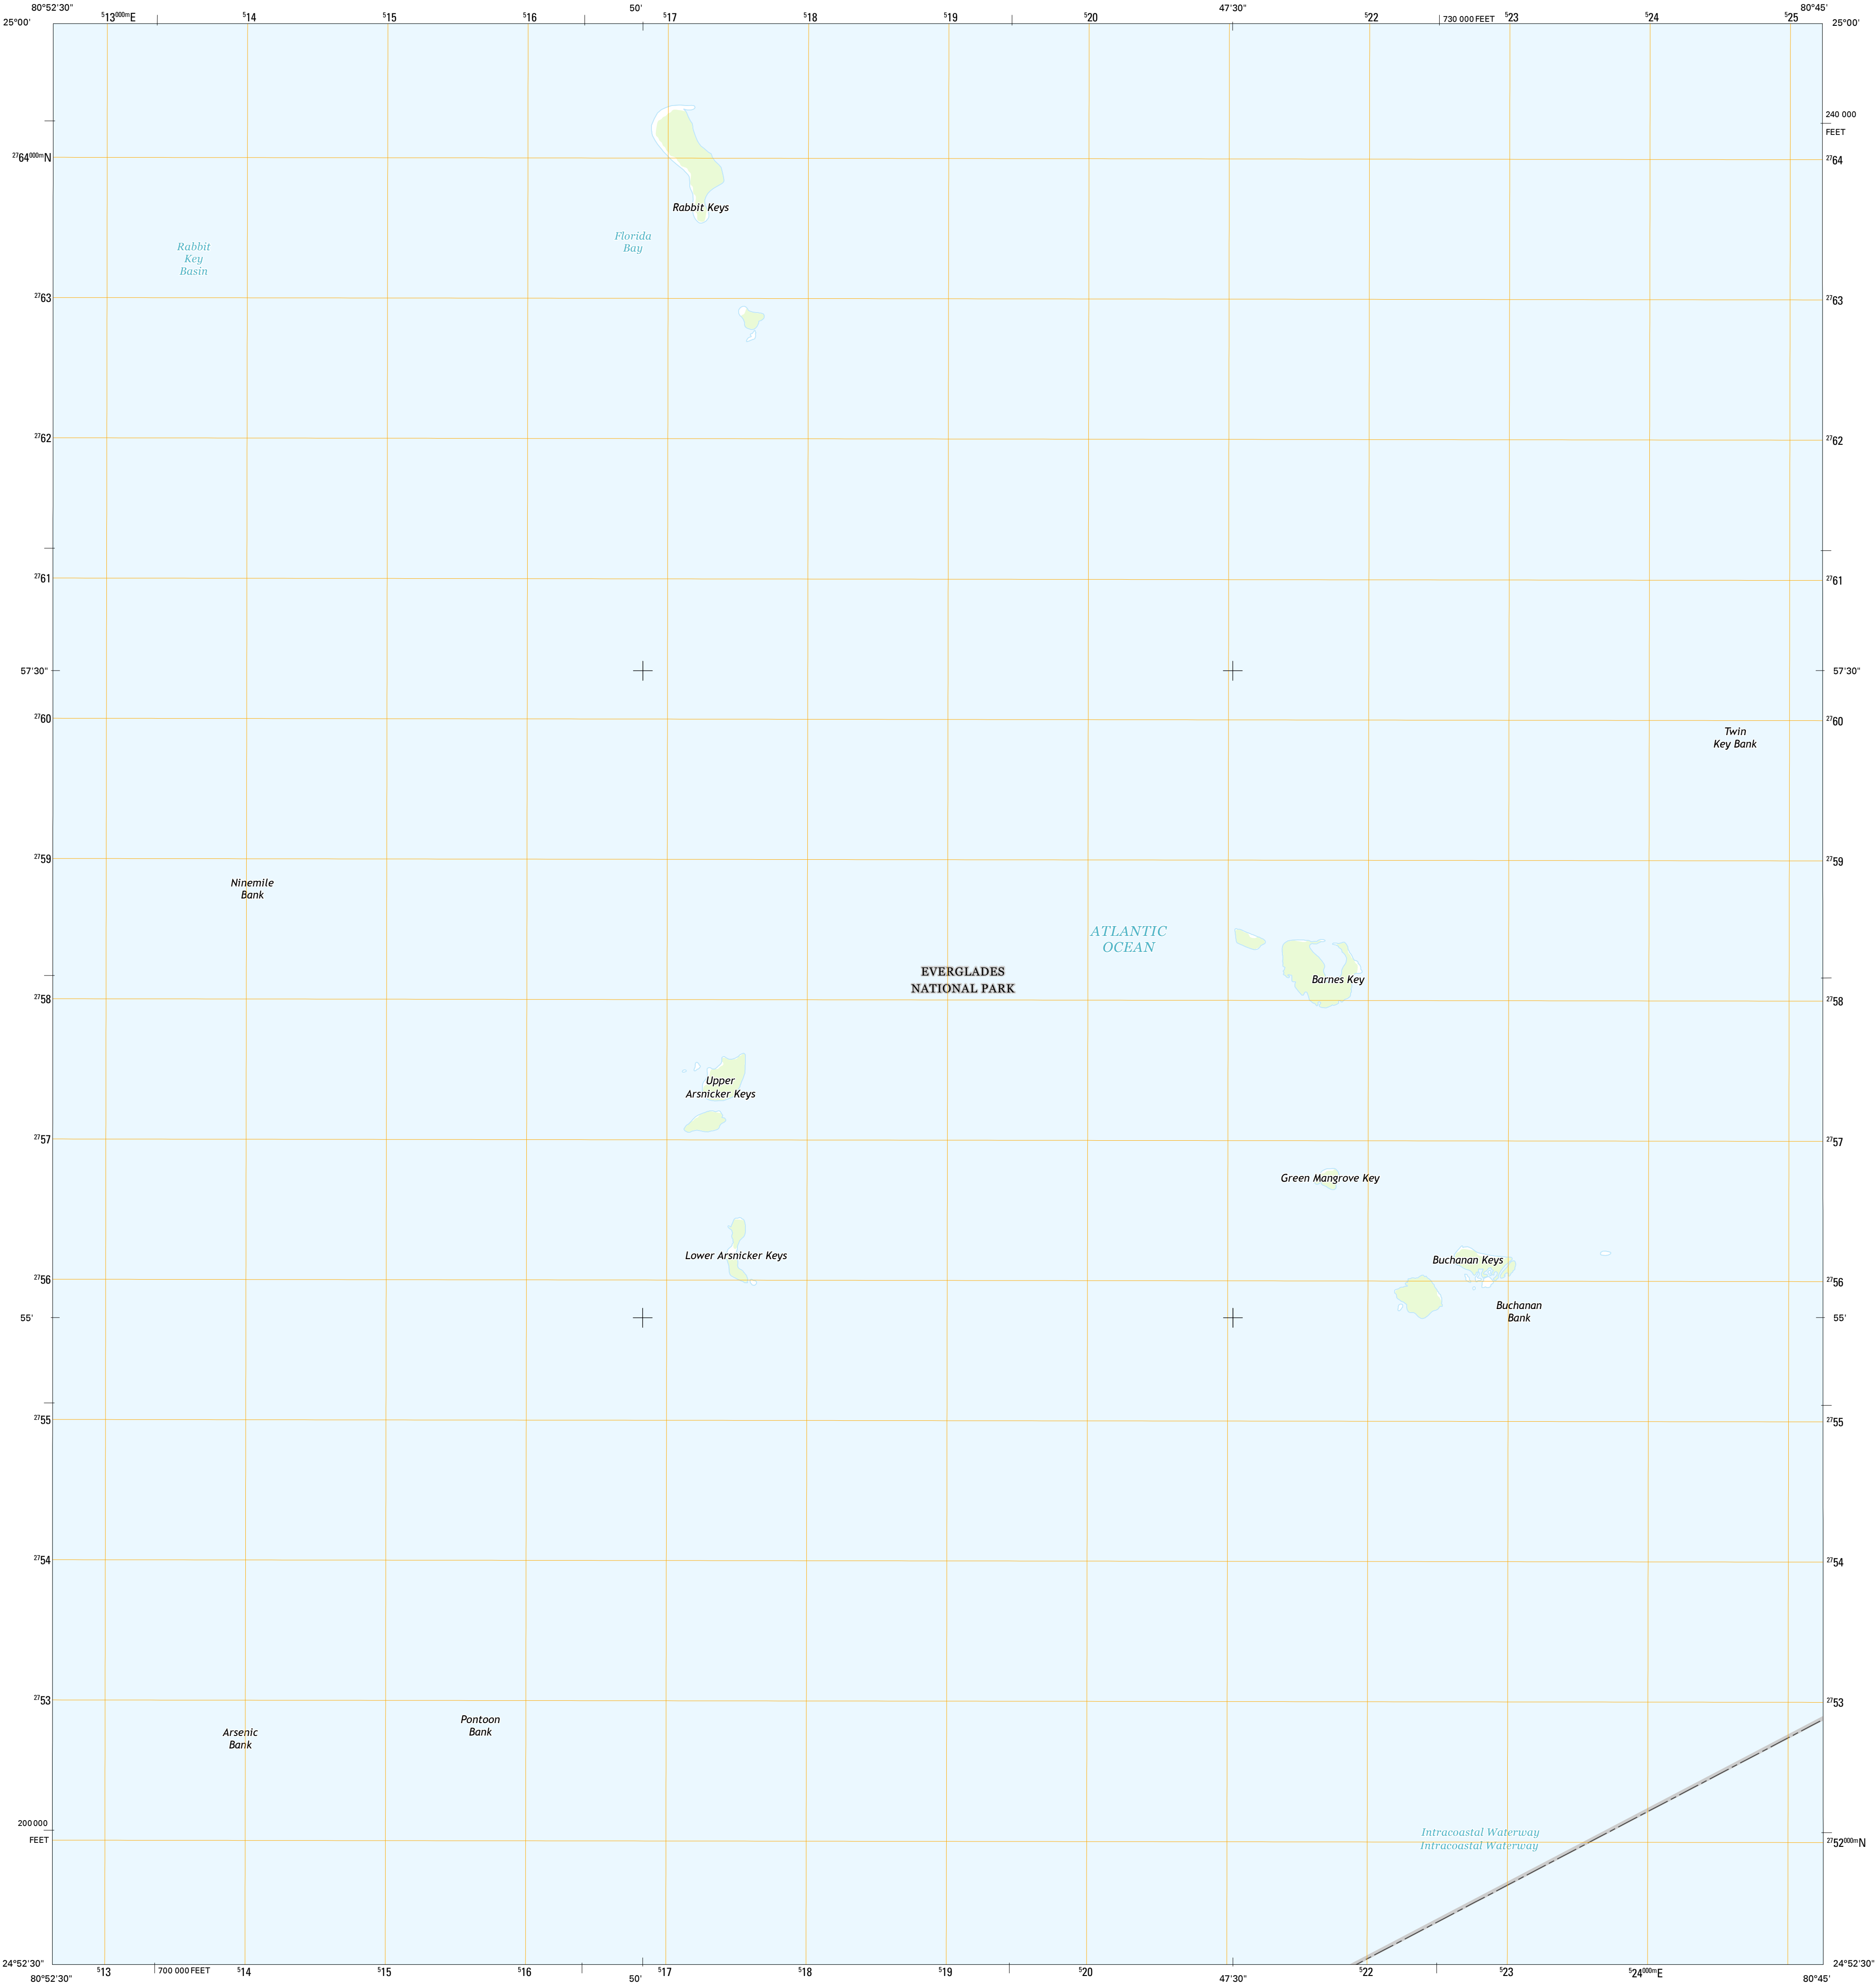 80°52'30" 513000mE 514 515 516 50' 517 518 519 520 47'30" 522 730 000 FEET 523 524 525 80°45'
25°00' 25°00'
240 000
FEET
2764000mN 2764
Rabbit Keys
Florida
Bay
Rabbit
Key
Basin
2763 2763
2762 2762
2761 2761
57'30" 57'30"
2760 2760
Twin
Key Bank
2759 2759
Ninemile
Bank
ATLANTIC
OCEAN
EVERGLADES
NATIONAL PARK
Barnes Key
2758 2758
Upper
Arsnicker Keys
2757 2757
Green Mangrove Key
Lower Arsnicker Keys
Buchanan Keys
2756 2756
Buchanan
Bank
55' 55'
2755 2755
2754 2754
2753 2753
Pontoon
Bank
Arsenic
Bank
200 000
FEET
Intracoastal Waterway
Intracoastal Waterway
2752000mN
24°52'30" 24°52'30"
80°52'30" 513 700 000 FEET 514 515 516 50' 517 518 519 520 47'30" 522 523 524000mE 80°45'